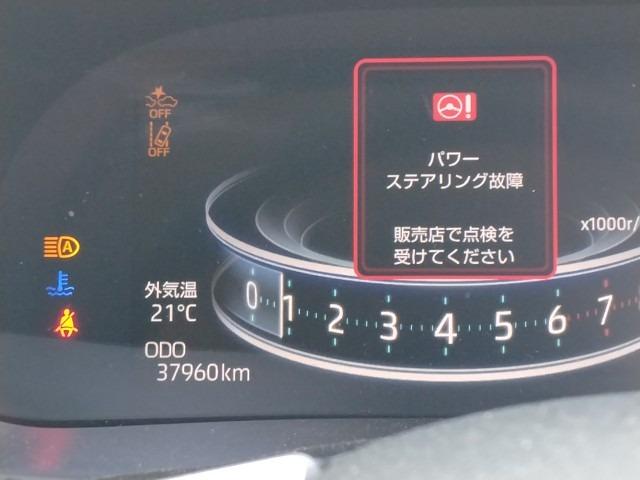 OFF
OFF
パワー
ステアリング故障
販売店で点検を
受けてください
x1000r/
A
外気温
21℃
ODO
37960km
0 1 2 3 4 5 6 7